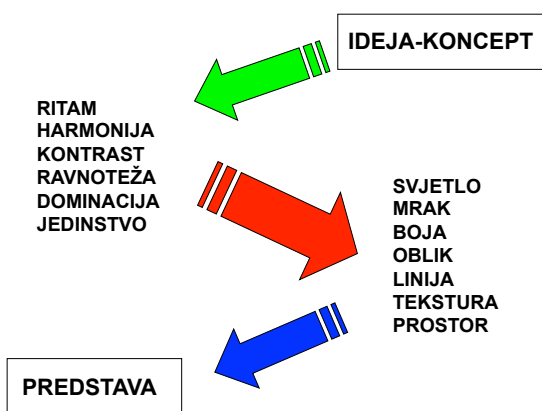 IDEJA-KONCEPT
RITAM
HARMONIJA
KONTRAST
RAVNOTEŽA
DOMINACIJA
JEDINSTVO
SVJETLO
MRAK
BOJA
OBLIK
LINIJA
TEKSTURA
PROSTOR
PREDSTAVA